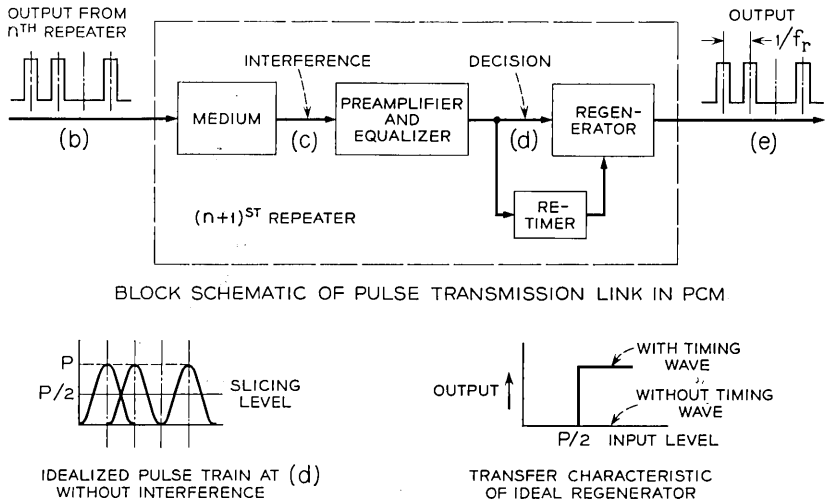 OUTPUT FROM
nTH REPEATER
INTERFERENCE
DECISION
OUTPUT
1/fr
MEDIUM
PREAMPLIFIER
AND
EQUALIZER
REGEN-
ERATOR
(b)
(c)
(d)
(e)
(n+1)ST REPEATER
RE-
TIMER
BLOCK SCHEMATIC OF PULSE TRANSMISSION LINK IN PCM
P
P/2
SLICING
LEVEL
IDEALIZED PULSE TRAIN AT (d)
WITHOUT INTERFERENCE
OUTPUT
WITH TIMING
WAVE
WITHOUT TIMING
WAVE
P/2 INPUT LEVEL
TRANSFER CHARACTERISTIC
OF IDEAL REGENERATOR